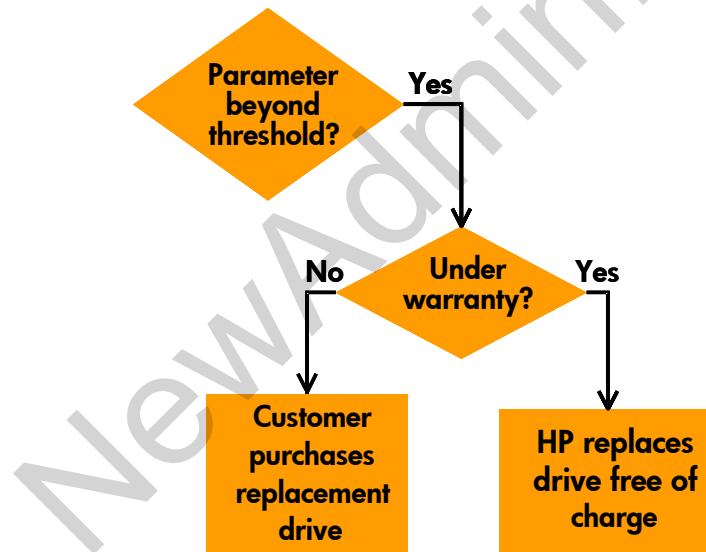 Parameter
beyond
threshold?
Yes
Under
warranty?
No
Yes
Customer
purchases
replacement
drive
HP replaces
drive free of
charge
NewAdmin